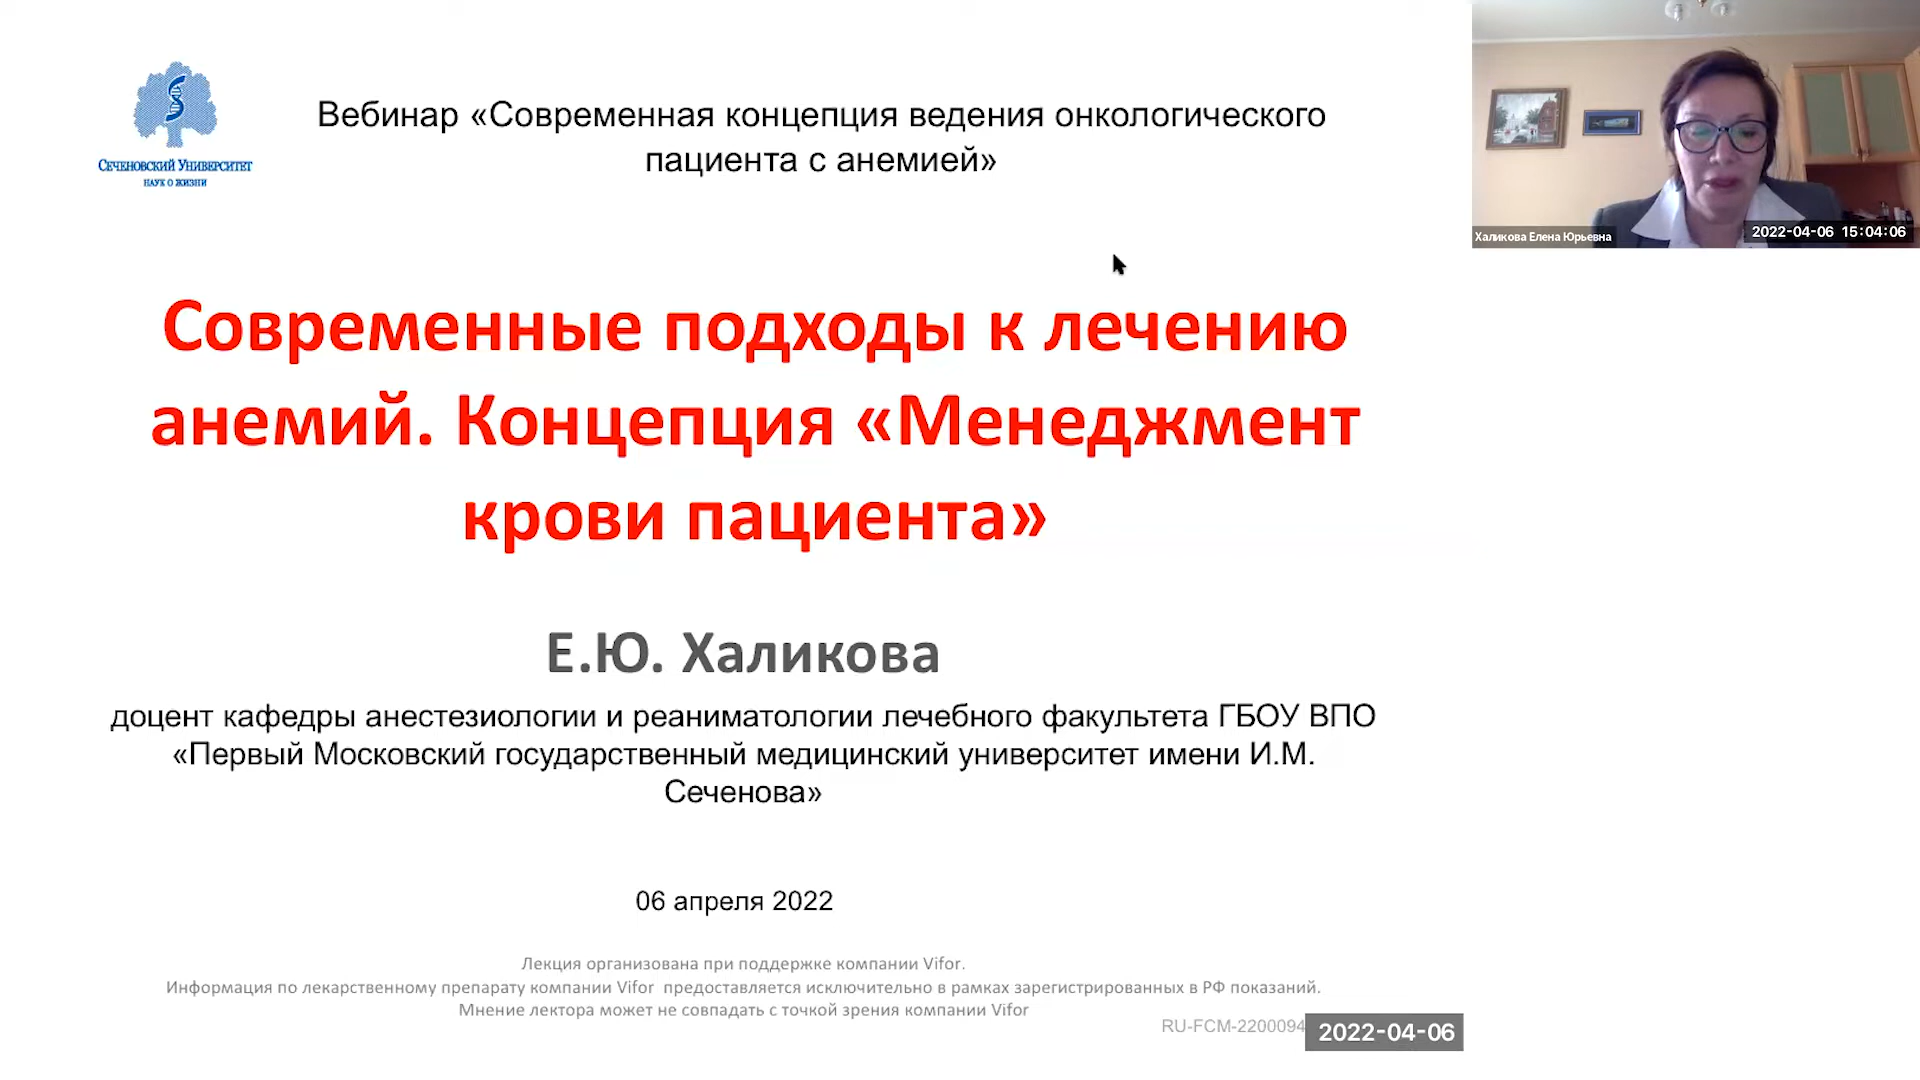 Сеченовский Университет
наук о жизни
Вебинар «Современная концепция ведения онкологического
пациента с анемией»
Халикова Елена Юрьевна
2022-04-06 15:04:06
Современные подходы к лечению
анемий. Концепция «Менеджмент
крови пациента»
Е.Ю. Халикова
доцент кафедры анестезиологии и реаниматологии лечебного факультета ГБОУ ВПО
«Первый Московский государственный медицинский университет имени И.М.
Сеченова»
06 апреля 2022
Лекция организована при поддержке компании Vifor.
Информация по лекарственному препарату компании Vifor предоставляется исключительно в рамках зарегистрированных в РФ показаний.
Мнение лектора может не совпадать с точкой зрения компании Vifor
RU-FCM-2200094
2022-04-06